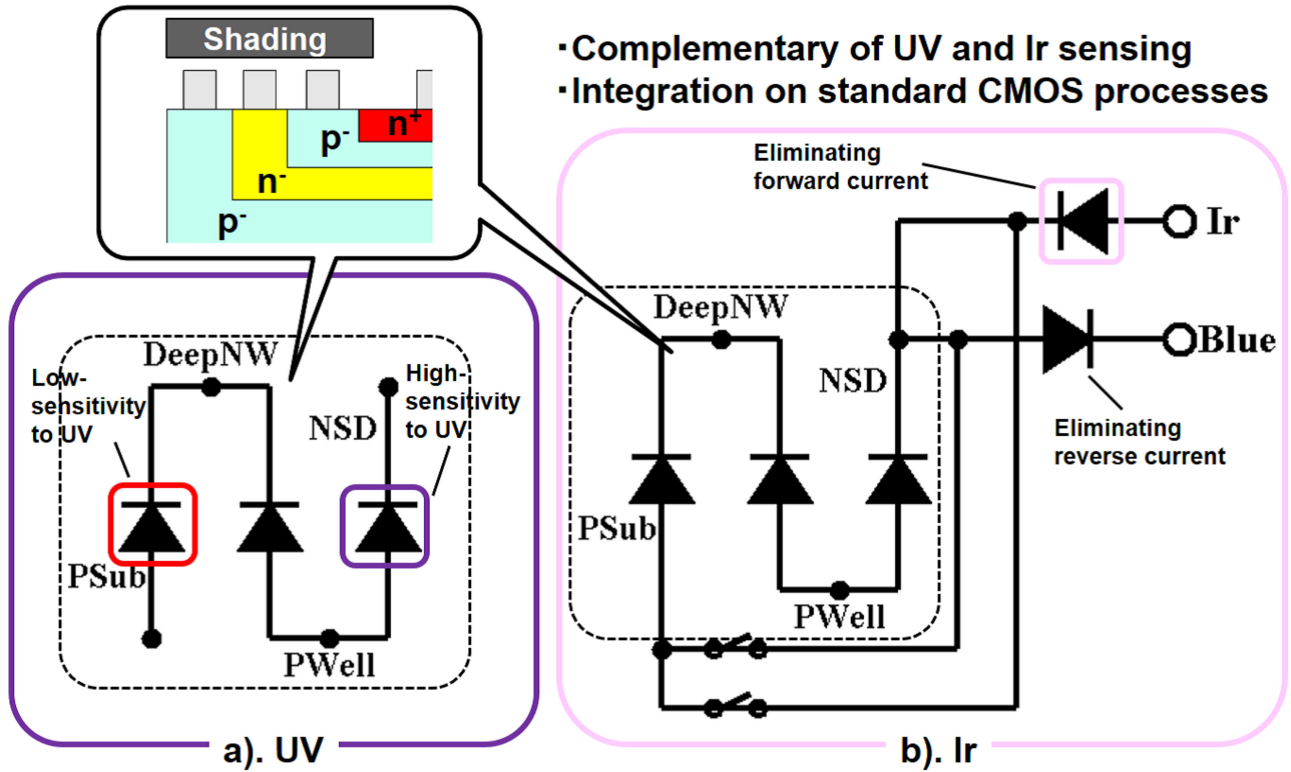 Shading
n+
p-
n-
p-
·Complementary of UV and Ir sensing
·Integration on standard CMOS processes
DeepNW
Low-
sensitivity
to UV
High-
sensitivity
to UV
NSD
PSub
PWell
a). UV
Eliminating
forward current
Ir
DeepNW
Blue
NSD
Eliminating
reverse current
PSub
PWell
b). Ir